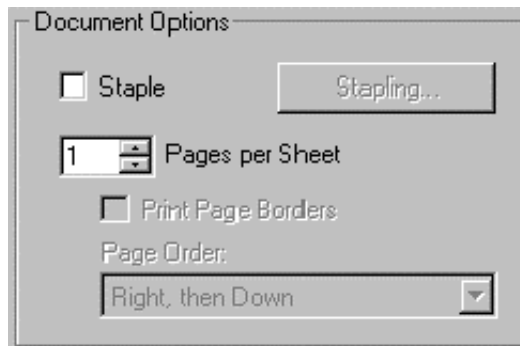 Document Options
Staple Stapling...
1 Pages per Sheet
Print Page Borders
Page Order:
Right, then Down